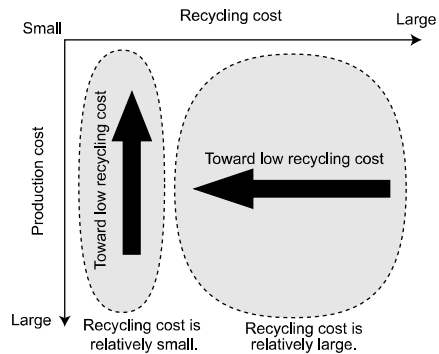 Recycling cost
Small
Large
Production cost
Toward low recycling cost
Toward low recycling cost
Large
Recycling cost is
relatively small.
Recycling cost is
relatively large.